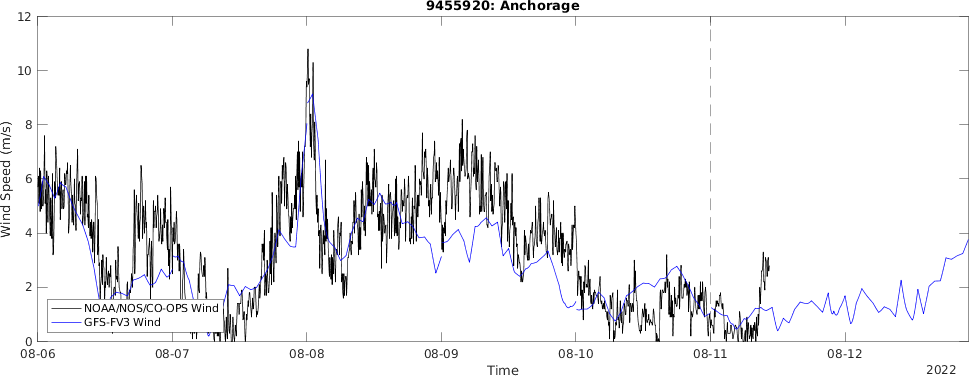 9455920: Anchorage
12
10
8
6
4
2
0
Wind Speed (m/s)
NOAA/NOS/CO-OPS Wind
GFS-FV3 Wind
08-06 08-07 08-08 08-09 08-10 08-11 08-12
Time
2022